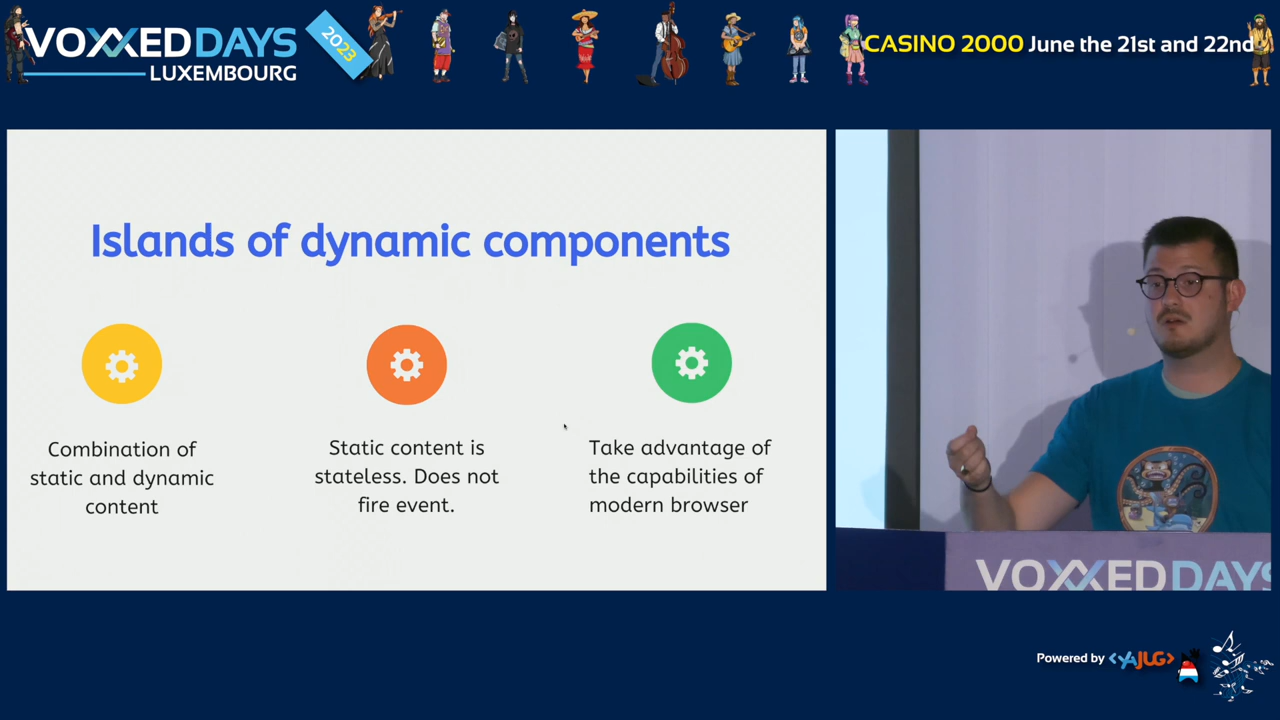 VOXXED DAYS
LUXEMBOURG
2023
CASINO 2000 June the 21st and 22nd
Islands of dynamic components
Combination of
static and dynamic
content
Static content is
stateless. Does not
fire event.
Take advantage of
the capabilities of
modern browser
VOXXED DAYS
Powered by <YAJUG>